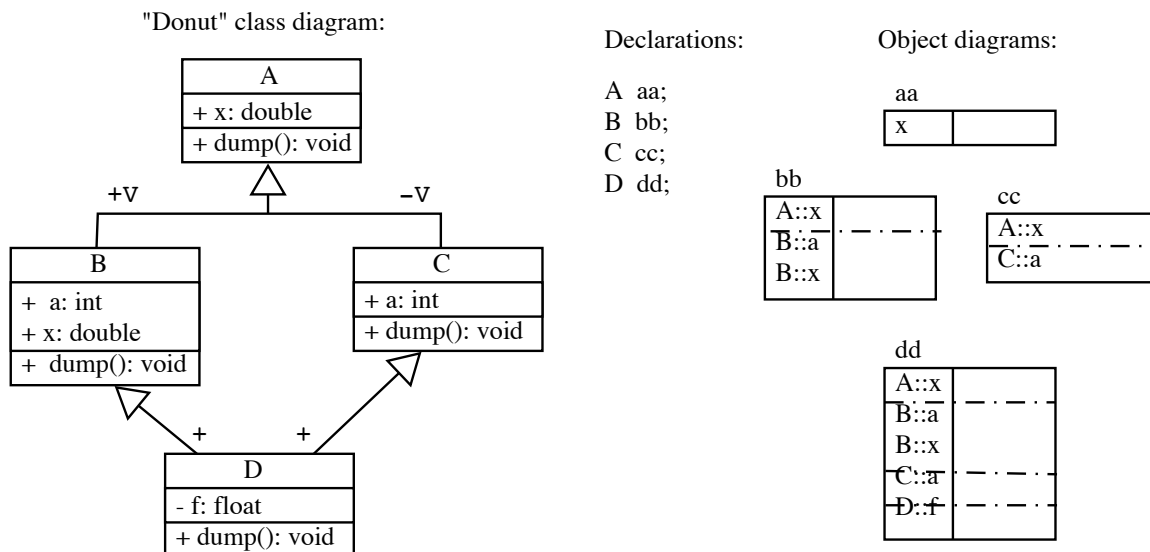 "Donut" class diagram:
A
+ x: double
+ dump(): void
+v
-v
B
+ a: int
+ x: double
+ dump(): void
C
+ a: int
+ dump(): void
+
+
D
- f: float
+ dump(): void
Declarations:
A aa;
B bb;
C cc;
D dd;
Object diagrams:
aa
x
bb
A::x
B::a
B::x
cc
A::x
C::a
dd
A::x
B::a
B::x
C::a
D::f